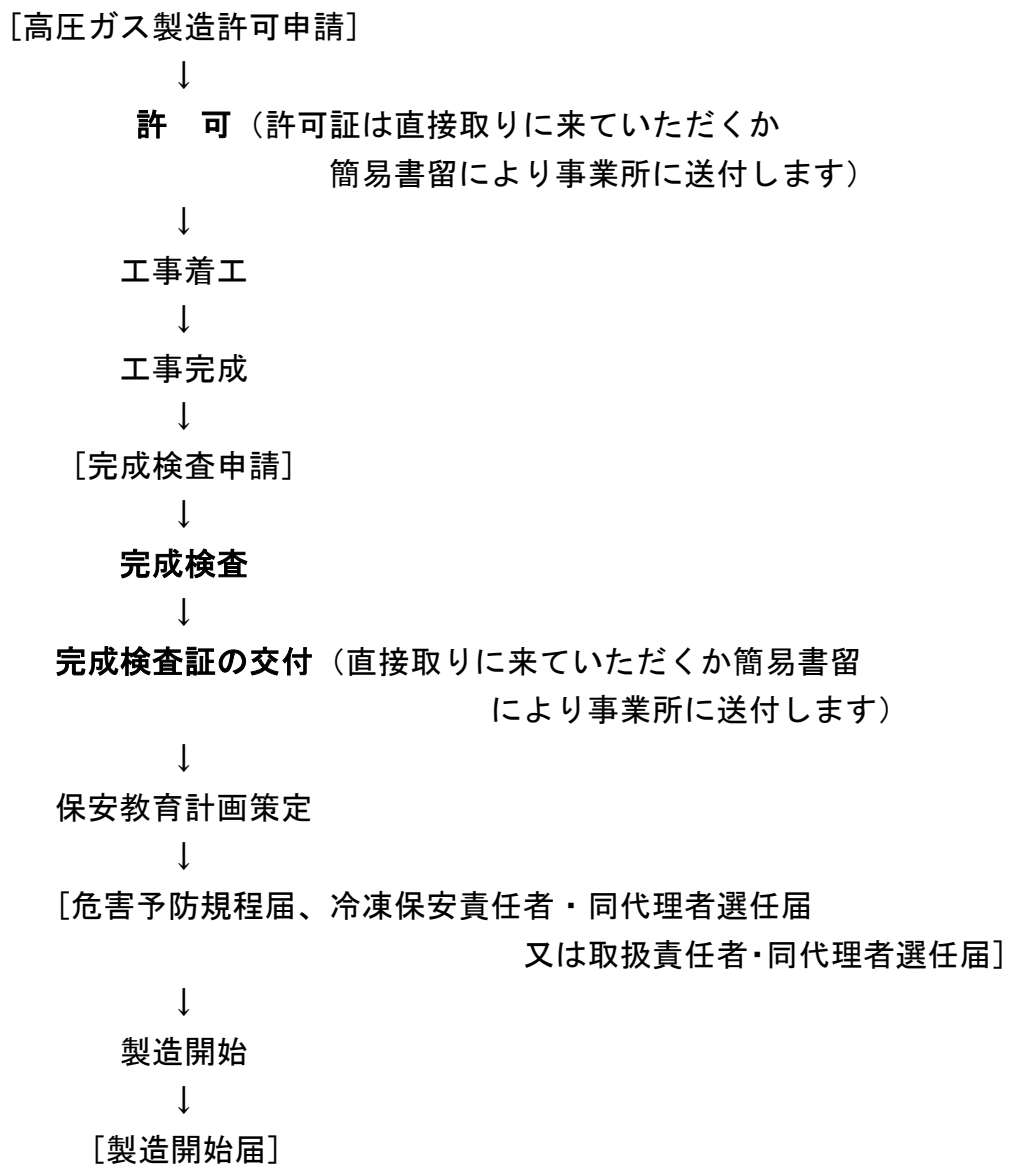 [高圧ガス製造許可申請]
↓
許　可（許可証は直接取りに来ていただくか
簡易書留により事業所に送付します）
↓
工事着工
↓
工事完成
↓
[完成検査申請]
↓
完成検査
↓
完成検査証の交付（直接取りに来ていただくか簡易書留
により事業所に送付します）
↓
保安教育計画策定
↓
[危害予防規程届、冷凍保安責任者・同代理者選任届
又は取扱責任者・同代理者選任届]
↓
製造開始
↓
[製造開始届]